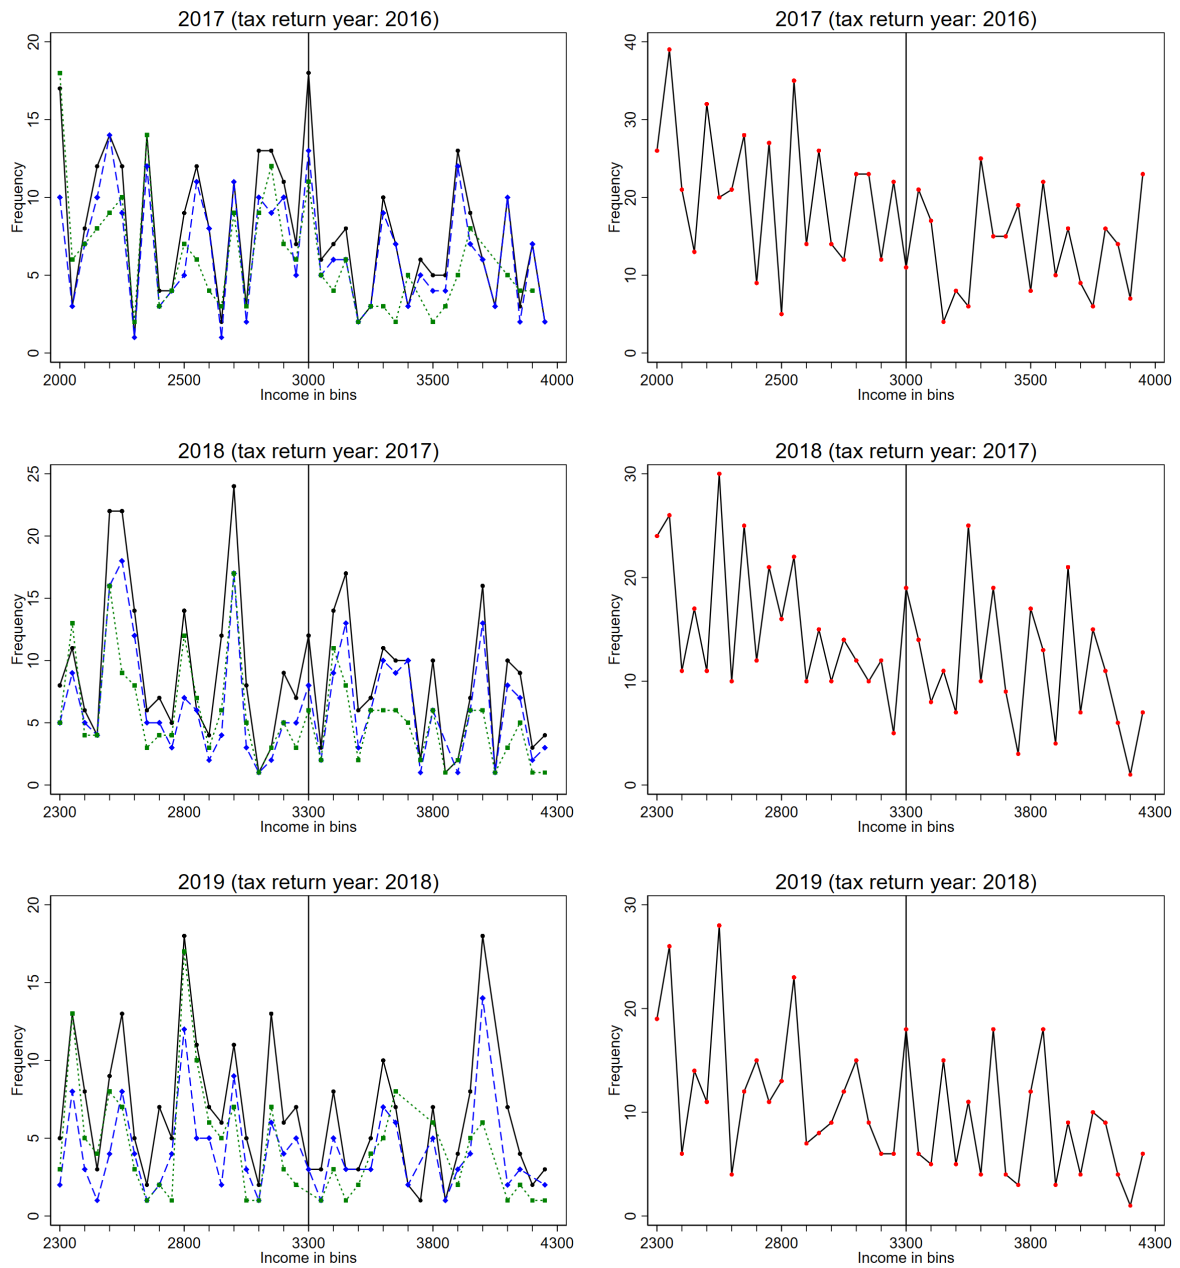 2017 (tax return year: 2016)
Frequency
20
15
10
5
0
2000 2500 3000 3500 4000
Income in bins
2017 (tax return year: 2016)
Frequency
40
30
20
10
0
2000 2500 3000 3500 4000
Income in bins
2018 (tax return year: 2017)
Frequency
25
20
15
10
5
0
2300 2800 3300 3800 4300
Income in bins
2018 (tax return year: 2017)
Frequency
30
20
10
0
2300 2800 3300 3800 4300
Income in bins
2019 (tax return year: 2018)
Frequency
20
15
10
5
0
2300 2800 3300 3800 4300
Income in bins
2019 (tax return year: 2018)
Frequency
30
20
10
0
2300 2800 3300 3800 4300
Income in bins